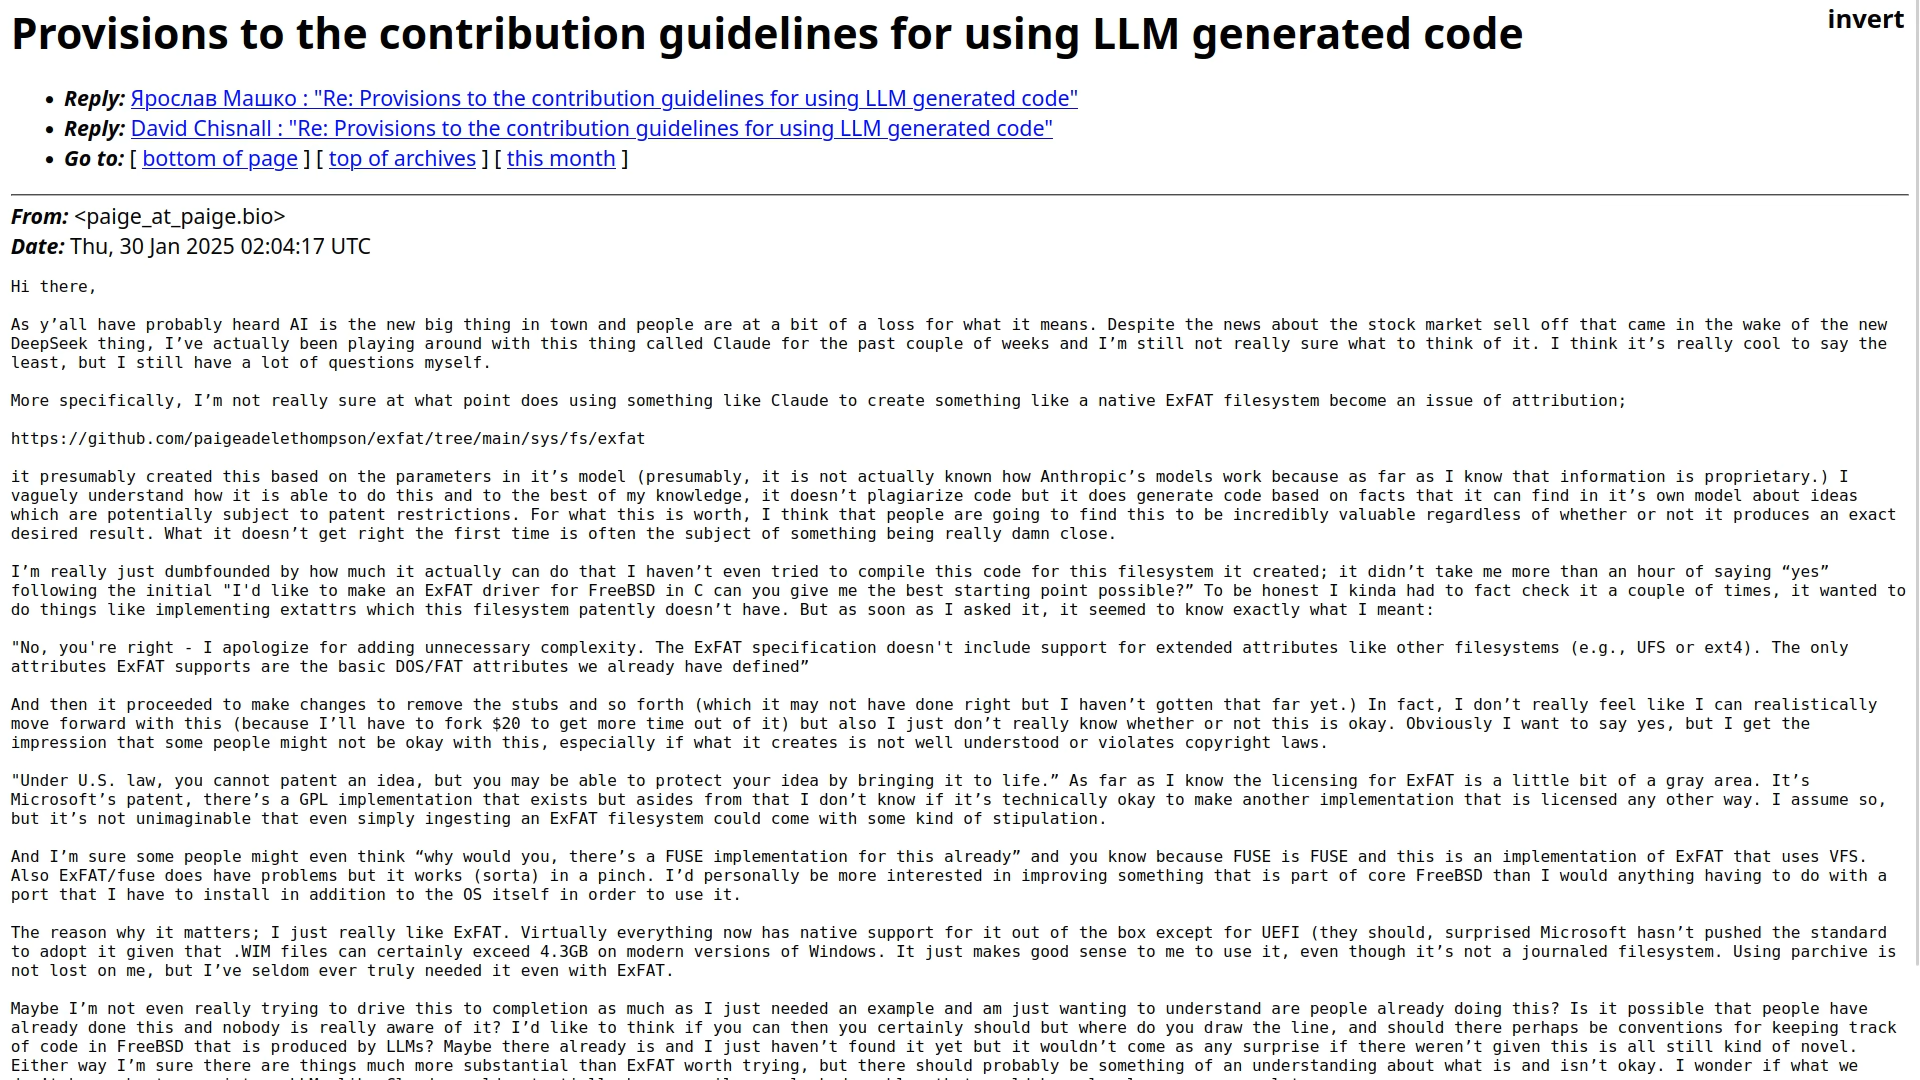 Provisions to the contribution guidelines for using LLM generated code
invert
• Reply: Ярослав Машко : "Re: Provisions to the contribution guidelines for using LLM generated code"
• Reply: David Chisnall : "Re: Provisions to the contribution guidelines for using LLM generated code"
• Go to: [ bottom of page ] [ top of archives ] [ this month ]
From: <paige_at_paige.bio>
Date: Thu, 30 Jan 2025 02:04:17 UTC
Hi there,
As y’all have probably heard AI is the new big thing in town and people are at a bit of a loss for what it means. Despite the news about the stock market sell off that came in the wake of the new
DeepSeek thing, I’ve actually been playing around with this thing called Claude for the past couple of weeks and I’m still not really sure what to think of it. I think it’s really cool to say the
least, but I still have a lot of questions myself.
More specifically, I’m not really sure at what point does using something like Claude to create something like a native ExFAT filesystem become an issue of attribution;
https://github.com/paigeadelethompson/exfat/tree/main/sys/fs/exfat
it presumably created this based on the parameters in it’s model (presumably, it is not actually known how Anthropic’s models work because as far as I know that information is proprietary.) I
vaguely understand how it is able to do this and to the best of my knowledge, it doesn’t plagiarize code but it does generate code based on facts that it can find in it’s own model about ideas
which are potentially subject to patent restrictions. For what this is worth, I think that people are going to find this to be incredibly valuable regardless of whether or not it produces an exact
desired result. What it doesn’t get right the first time is often the subject of something being really damn close.
I’m really just dumbfounded by how much it actually can do that I haven’t even tried to compile this code for this filesystem it created; it didn’t take me more than an hour of saying “yes”
following the initial "I'd like to make an ExFAT driver for FreeBSD in C can you give me the best starting point possible?” To be honest I kinda had to fact check it a couple of times, it wanted to
do things like implementing extattrs which this filesystem patently doesn’t have. But as soon as I asked it, it seemed to know exactly what I meant:
"No, you're right - I apologize for adding unnecessary complexity. The ExFAT specification doesn't include support for extended attributes like other filesystems (e.g., UFS or ext4). The only
attributes ExFAT supports are the basic DOS/FAT attributes we already have defined”
And then it proceeded to make changes to remove the stubs and so forth (which it may not have done right but I haven’t gotten that far yet.) In fact, I don’t really feel like I can realistically
move forward with this (because I’ll have to fork $20 to get more time out of it) but also I just don’t really know whether or not this is okay. Obviously I want to say yes, but I get the
impression that some people might not be okay with this, especially if what it creates is not well understood or violates copyright laws.
"Under U.S. law, you cannot patent an idea, but you may be able to protect your idea by bringing it to life.” As far as I know the licensing for ExFAT is a little bit of a gray area. It’s
Microsoft’s patent, there’s a GPL implementation that exists but asides from that I don’t know if it’s technically okay to make another implementation that is licensed any other way. I assume so,
but it’s not unimaginable that even simply ingesting an ExFAT filesystem could come with some kind of stipulation.
And I’m sure some people might even think “why would you, there’s a FUSE implementation for this already” and you know because FUSE is FUSE and this is an implementation of ExFAT that uses VFS.
Also ExFAT/fuse does have problems but it works (sorta) in a pinch. I’d personally be more interested in improving something that is part of core FreeBSD than I would anything having to do with a
port that I have to install in addition to the OS itself in order to use it.
The reason why it matters; I just really like ExFAT. Virtually everything now has native support for it out of the box except for UEFI (they should, surprised Microsoft hasn’t pushed the standard
to adopt it given that .WIM files can certainly exceed 4.3GB on modern versions of Windows. It just makes good sense to me to use it, even though it’s not a journaled filesystem. Using parchive is
not lost on me, but I’ve seldom ever truly needed it even with ExFAT.
Maybe I’m not even really trying to drive this to completion as much as I just needed an example and am just wanting to understand are people already doing this? Is it possible that people have
already done this and nobody is really aware of it? I’d like to think if you can then you certainly should but where do you draw the line, and should there perhaps be conventions for keeping track
of code in FreeBSD that is produced by LLMs? Maybe there already is and I just haven’t found it yet but it wouldn’t come as any surprise if there weren’t given this is all still kind of novel.
Either way I’m sure there are things much more substantial than ExFAT worth trying, but there should probably be something of an understanding about what is and isn’t okay. I wonder if what we